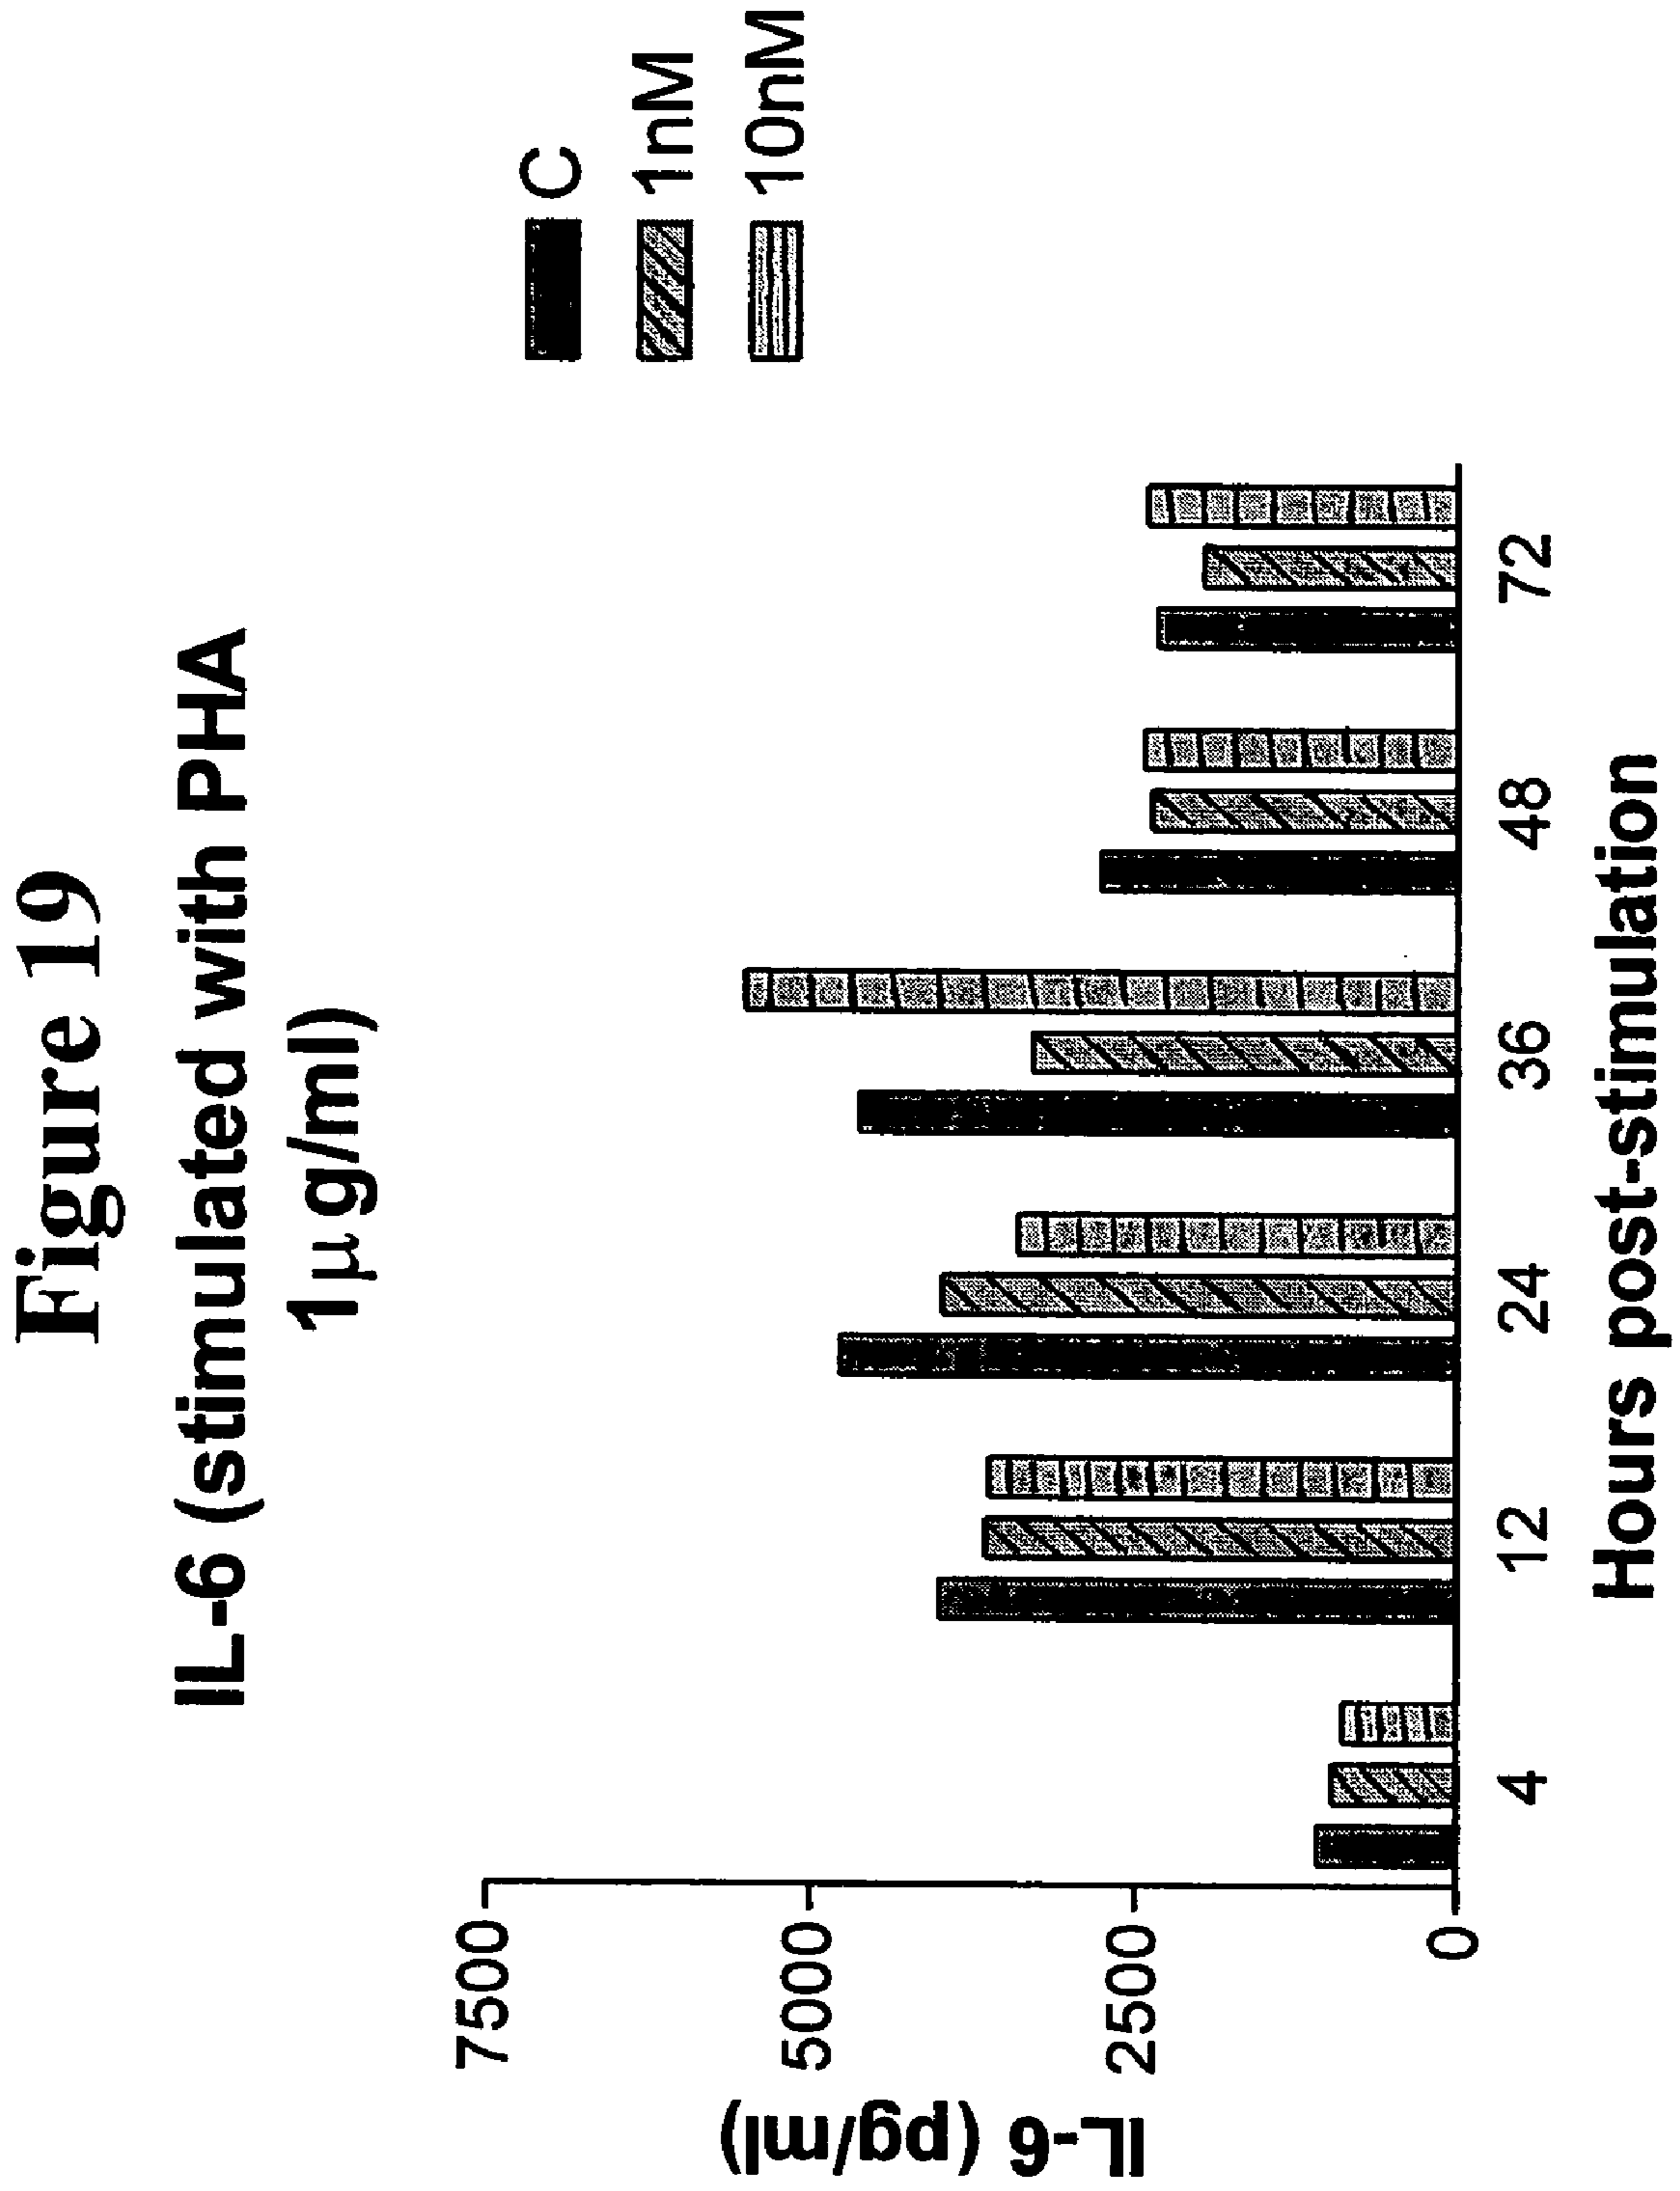 Figure 19
IL-6 (stimulated with PHA
1μg/ml)
C
1nM
10nM
7500
5000
2500
0
IL-6 (pg/ml)
4 12 24 36 48 72
Hours post-stimulation